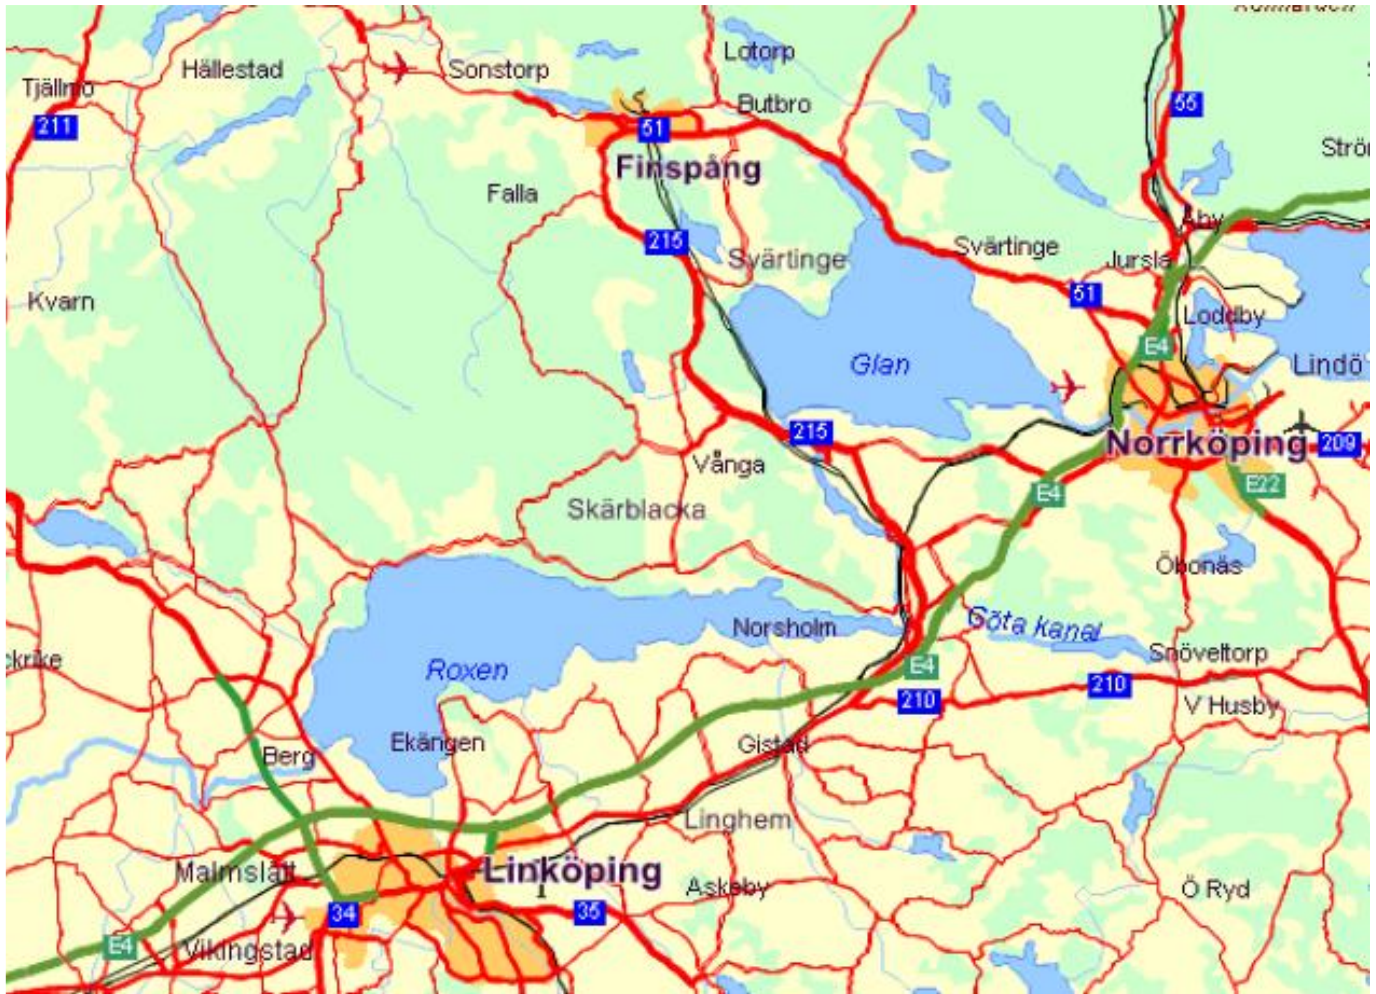 Lotorp
Hällestad
Sonstorp
Tjällmo
Butbro
55
211
51
Finspång
Falla
Åby
215
Svärtinge
Svärtinge
Jursla
Kvarn
51
Loddby
E4
Glan
Lindö
215
Norrköping
209
Vånga
E4
E22
Skärblacka
Öbonäs
Göta kanal
Norsholm
Snöveltorp
ckrike
Roxen
E4
210
210
V Husby
Ekängen
Gistad
Berg
Linghem
Malmslätt
Linköping
Askeby
Ö Ryd
34
35
E4
Vikingstad